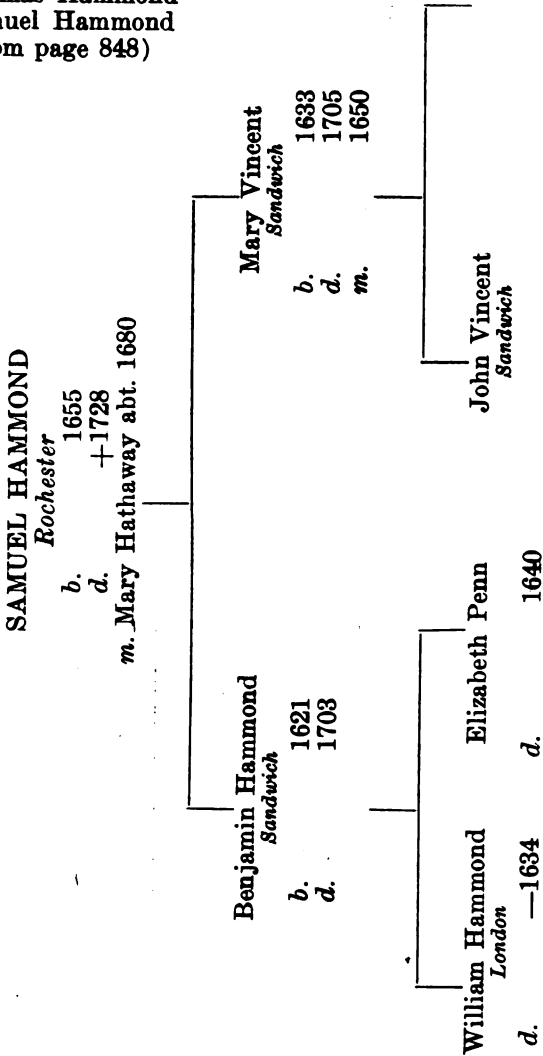 Hammond
uel Hammond
om page 848)
SAMUEL HAMMOND
Rochester
b. 1655
d. +1728
m. Mary Hathaway abt. 1680
Benjamin Hammond
Sandwich
b. 1621
d. 1703
Mary Vincent
Sandwich
b. 1633
d. 1705
m. 1650
William Hammond
London
d. —1634
Elizabeth Penn
d. 1640
John Vincent
Sandwich